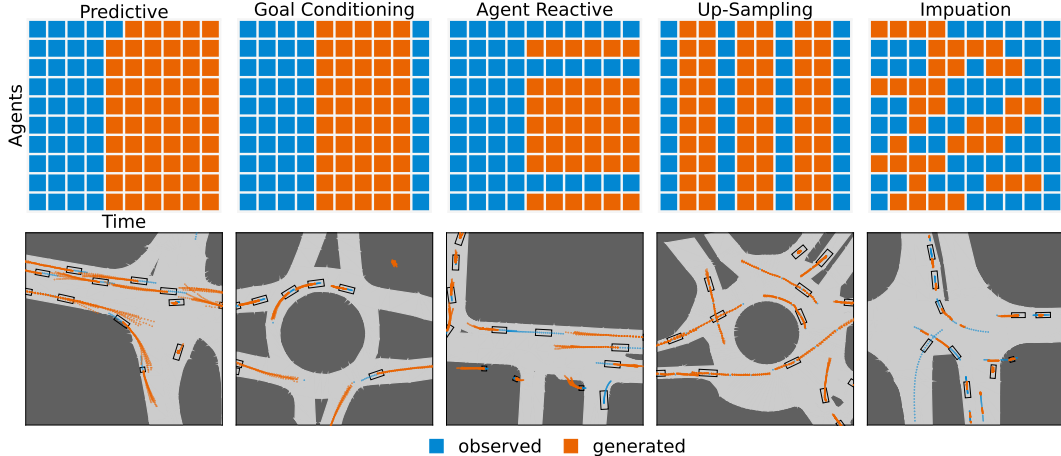 Predictive
Goal Conditioning
Agent Reactive
Up-Sampling
Impuation
Agents
Time
observed
generated